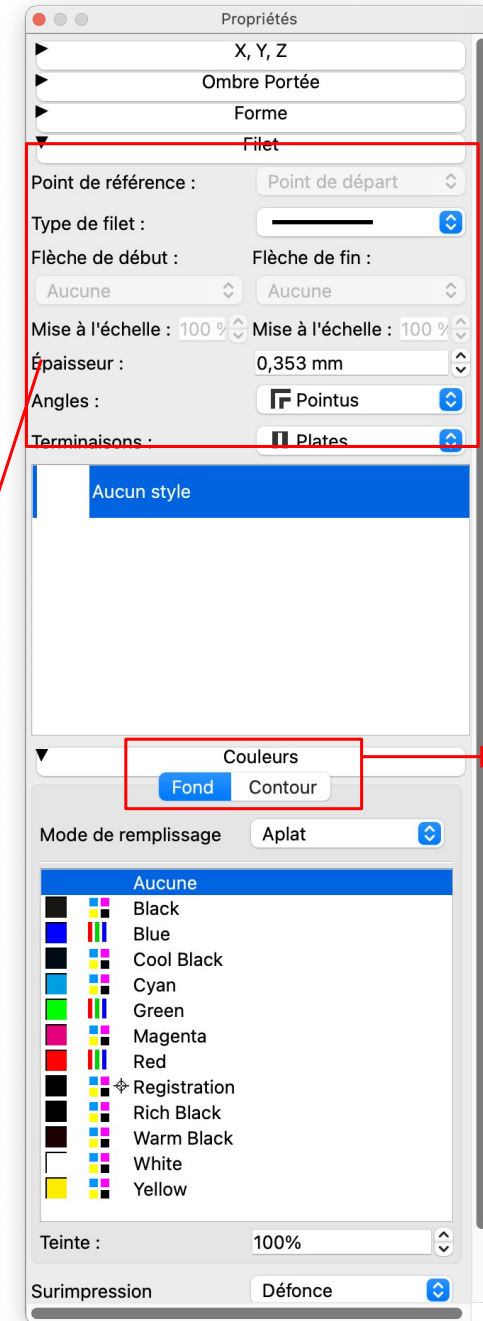 Propriétés
X, Y, Z
Ombre Portée
Forme
Filet
Point de référence : Point de départ
Type de filet :
Flèche de début : Flèche de fin :
Aucune Aucune
Mise à l'échelle : 100 % Mise à l'échelle : 100 %
Épaisseur : 0,353 mm
Angles : Pointus
Terminaisons : Plates
Aucun style
Couleurs
Fond Contour
Mode de remplissage Aplat
Aucune
Black
Blue
Cool Black
Cyan
Green
Magenta
Red
Registration
Rich Black
Warm Black
White
Yellow
Teinte : 100%
Surimpression Défonce